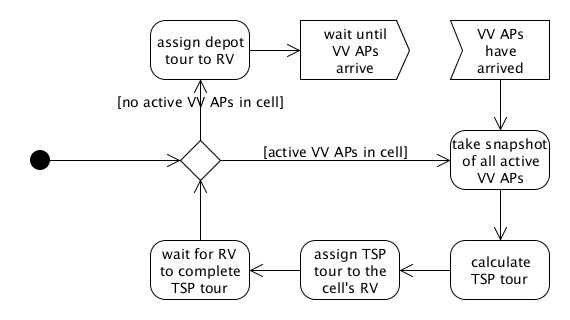 assign depot
tour to RV
wait until
VV APs
arrive
VV APs
have
arrived
[no active VV APs in cell]
[active VV APs in cell]
take snapshot
of all active
VV APs
wait for RV
to complete
TSP tour
assign TSP
tour to the
cell's RV
calculate
TSP tour